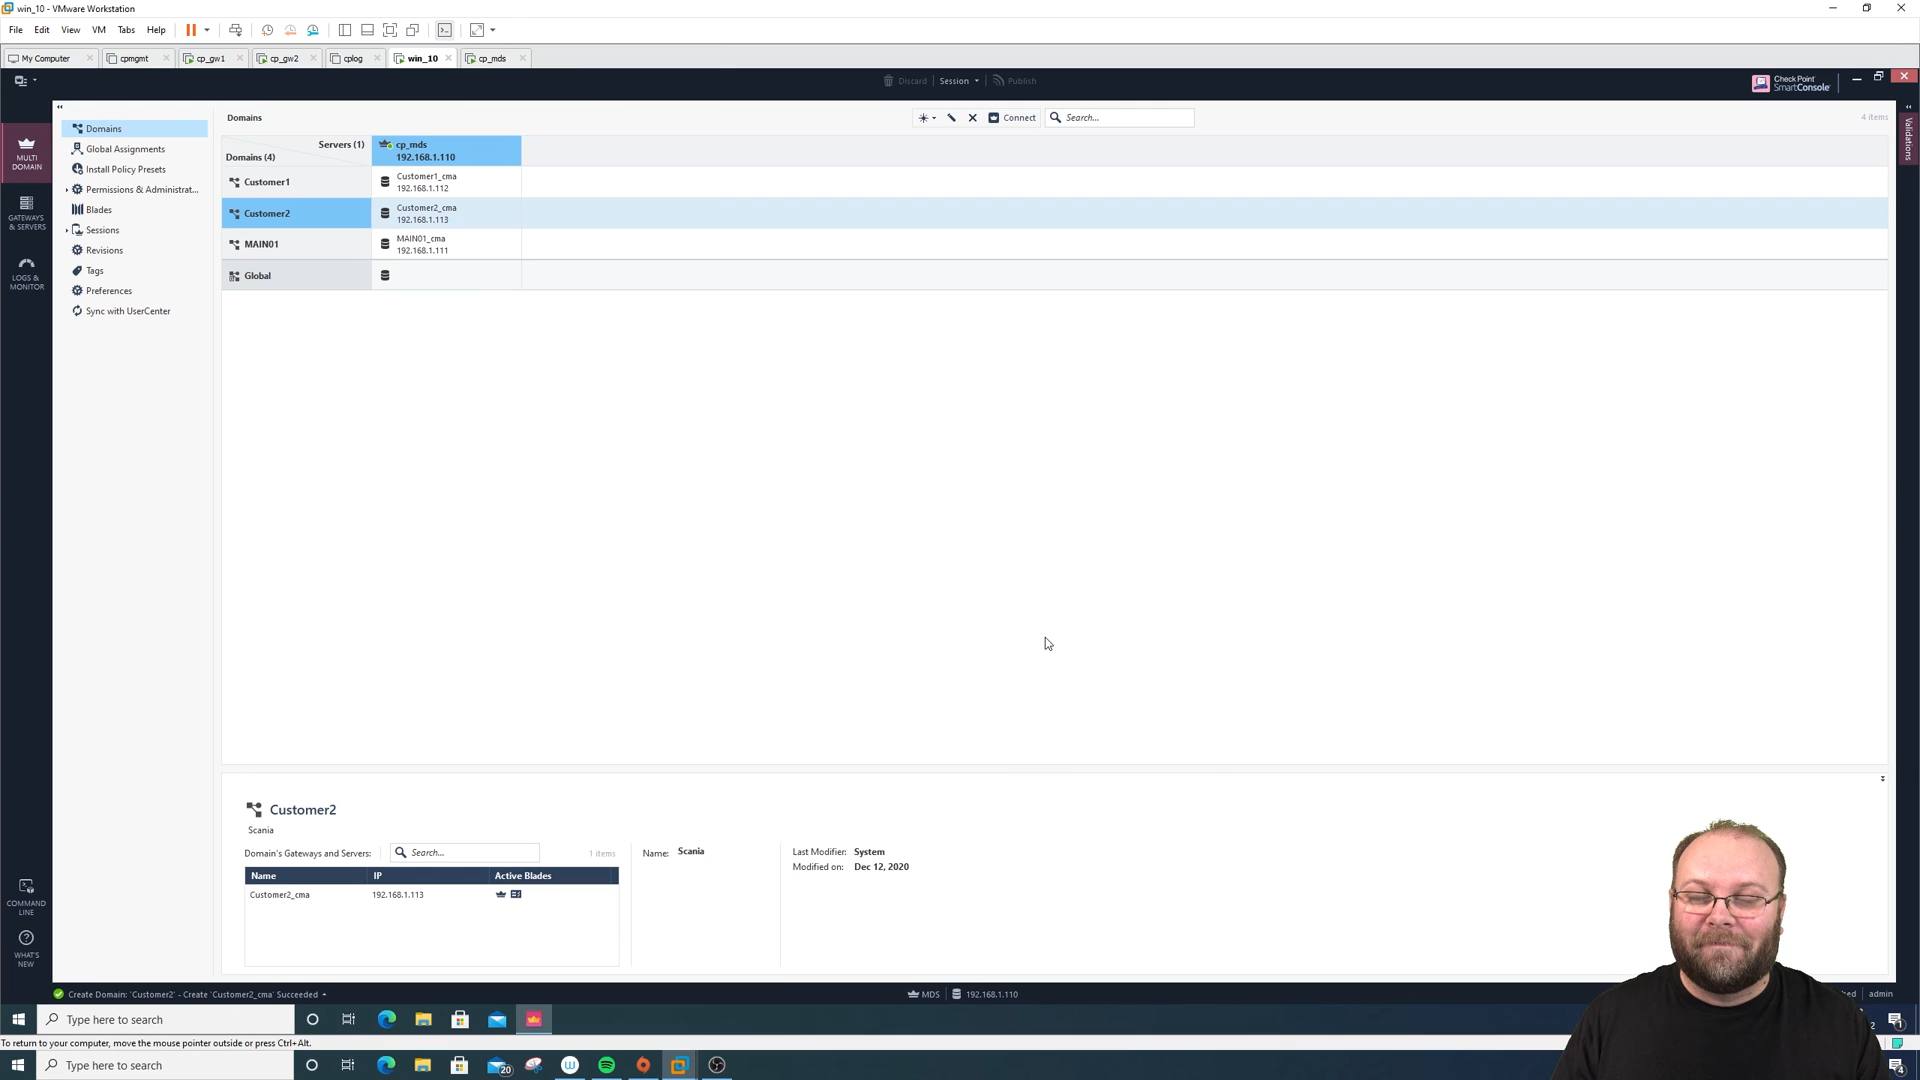 win_10 - VMware Workstation
File Edit View VM Tabs Help
My Computer cpmgmt cp_gw1 cp_gw2 cplog win_10 cp_mds
Discard Session Publish
Check Point
SmartConsole
Domains
Connect
Search...
4 items
Validations
MULTI
DOMAIN
GATEWAYS
& SERVERS
LOGS &
MONITOR
COMMAND
LINE
WHAT'S
NEW
Domains
Global Assignments
Install Policy Presets
Permissions & Administrat...
Blades
Sessions
Revisions
Tags
Preferences
Sync with UserCenter
Servers (1)
Domains (4)
cp_mds
192.168.1.110
Customer1
Customer1_cma
192.168.1.112
Customer2
Customer2_cma
192.168.1.113
MAIN01
MAIN01_cma
192.168.1.111
Global
Customer2
Scania
Domain's Gateways and Servers:
Search...
1 items
Name IP Active Blades
Customer2_cma 192.168.1.113
Name: Scania
Last Modifier: System
Modified on: Dec 12, 2020
Create Domain: 'Customer2' - Create 'Customer2_cma' Succeeded
MDS 192.168.1.110
admin
Type here to search
1
To return to your computer, move the mouse pointer outside or press Ctrl+Alt.
Type here to search
20
4